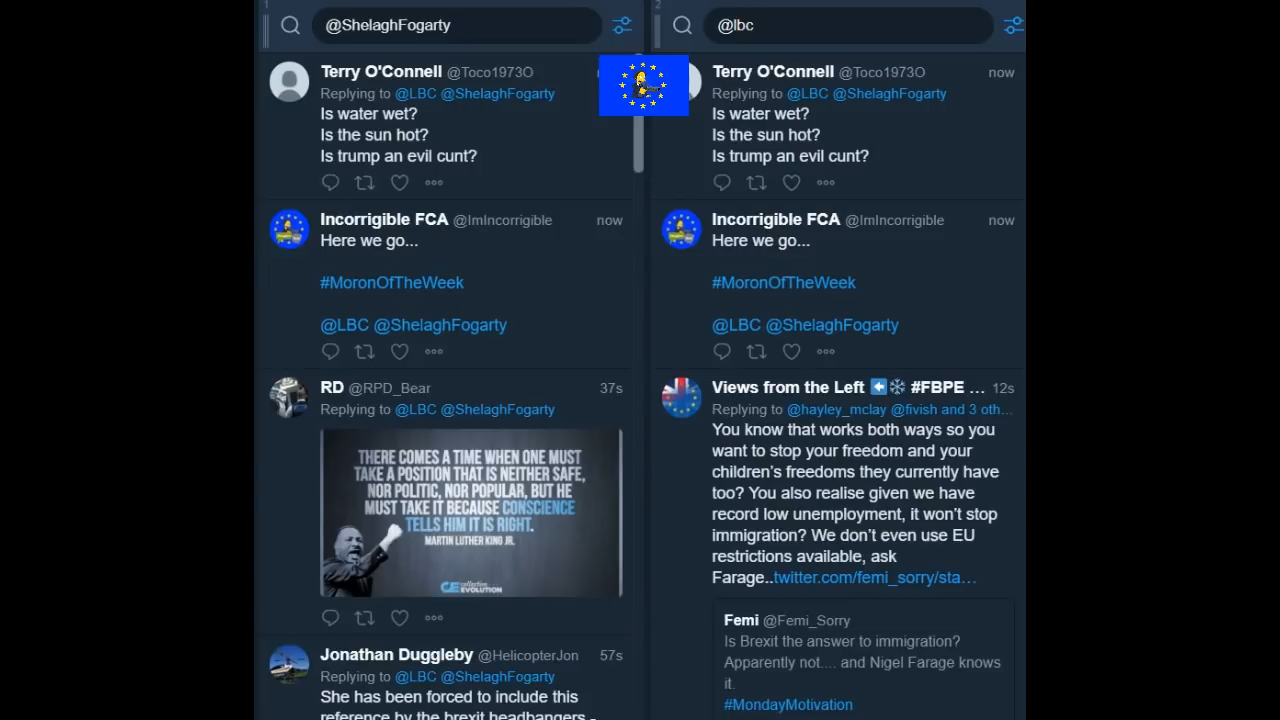 1
@ShelaghFogarty
Terry O'Connell @Toco1973O
Replying to @LBC @ShelaghFogarty
Is water wet?
Is the sun hot?
Is trump an evil cunt?
Incorrigible FCA @ImIncorrigible now
Here we go...
#MoronOfTheWeek
@LBC @ShelaghFogarty
RD @RPD_Bear 37s
Replying to @LBC @ShelaghFogarty
THERE COMES A TIME WHEN ONE MUST
TAKE A POSITION THAT IS NEITHER SAFE,
NOR POLITIC, NOR POPULAR, BUT HE
MUST TAKE IT BECAUSE CONSCIENCE
TELLS HIM IT IS RIGHT.
MARTIN LUTHER KING JR.
CE collective
EVOLUTION
Jonathan Duggleby @HelicopterJon 57s
Replying to @LBC @ShelaghFogarty
She has been forced to include this
reference by the brexit headbangers -
2
@lbc
Terry O'Connell @Toco1973O now
Replying to @LBC @ShelaghFogarty
Is water wet?
Is the sun hot?
Is trump an evil cunt?
Incorrigible FCA @ImIncorrigible now
Here we go...
#MoronOfTheWeek
@LBC @ShelaghFogarty
Views from the Left ⬅️❄️ #FBPE ... 12s
Replying to @hayley_mclay @fivish and 3 oth...
You know that works both ways so you
want to stop your freedom and your
children's freedoms they currently have
too? You also realise given we have
record low unemployment, it won't stop
immigration? We don't even use EU
restrictions available, ask
Farage..twitter.com/femi_sorry/sta…
Femi @Femi_Sorry
Is Brexit the answer to immigration?
Apparently not.... and Nigel Farage knows
it.
#MondayMotivation